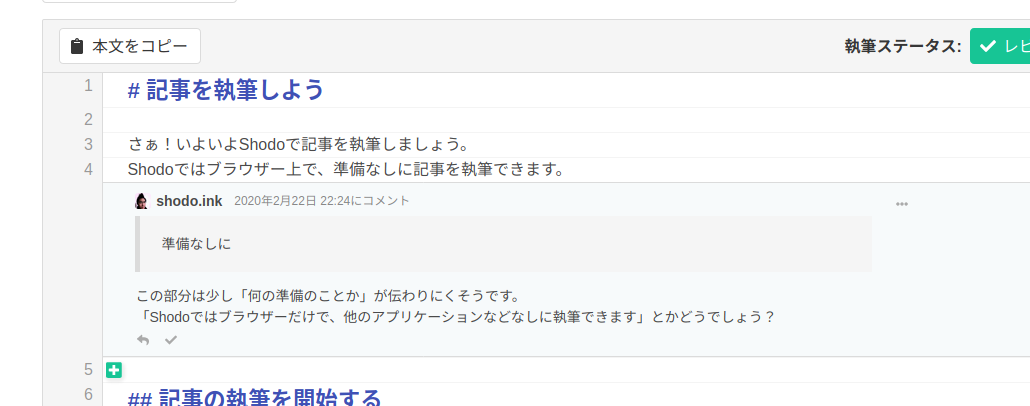 本文をコピー
執筆ステータス: レビ
1 # 記事を執筆しよう
2
3 さぁ！いよいよShodoで記事を執筆しましょう。
4 Shodoではブラウザー上で、準備なしに記事を執筆できます。
shodo.ink 2020年2月22日 22:24にコメント
準備なしに
この部分は少し「何の準備のことか」が伝わりにくそうです。
「Shodoではブラウザーだけで、他のアプリケーションなどなしに執筆できます」とかどうでしょう？
5
6 ## 記事の執筆を開始する